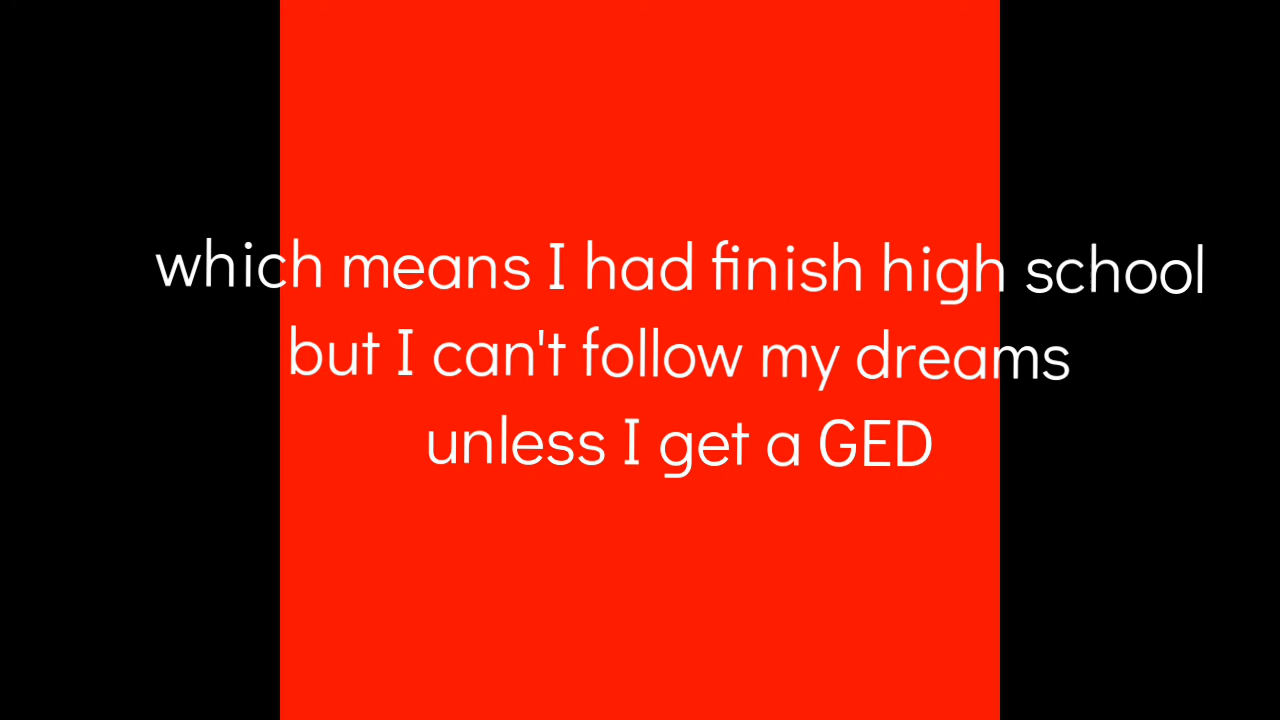 which means I had finish high school
but I can't follow my dreams
unless I get a GED